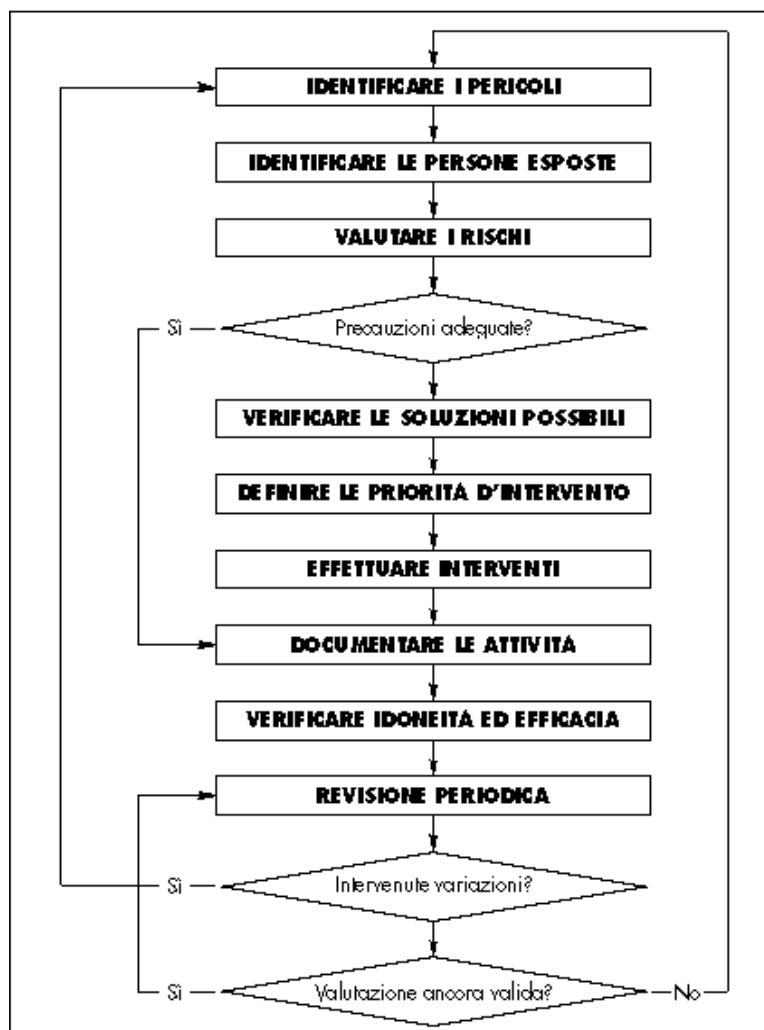 IDENTIFICARE I PERICOLI
IDENTIFICARE LE PERSONE ESPOSTE
VALUTARE I RISCHI
Sì
Precauzioni adeguate?
VERIFICARE LE SOLUZIONI POSSIBILI
DEFINIRE LE PRIORITÀ D'INTERVENTO
EFFETTUARE INTERVENTI
DOCUMENTARE LE ATTIVITÀ
VERIFICARE IDONEITÀ ED EFFICACIA
REVISIONE PERIODICA
Sì
Intervenute variazioni?
Sì
Valutazione ancora valida?
No